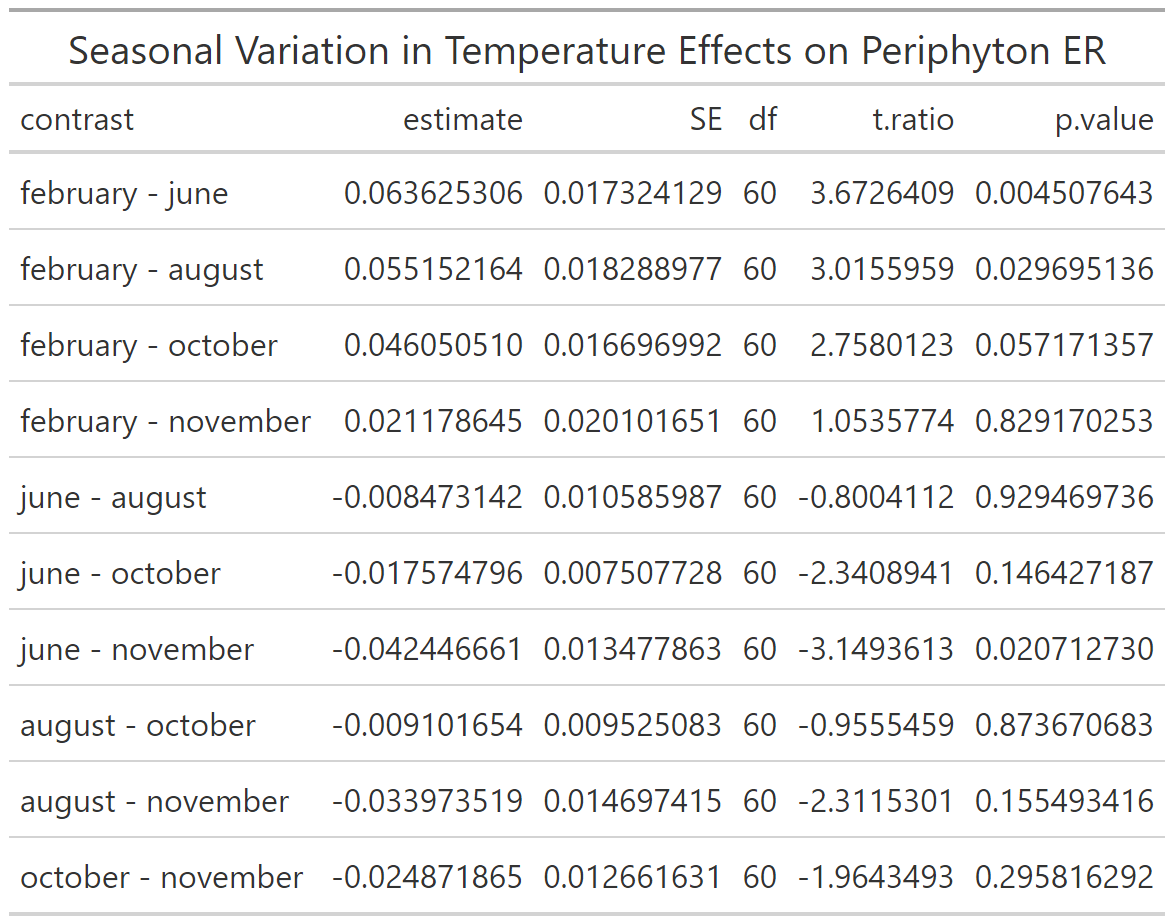 Seasonal Variation in Temperature Effects on Periphyton ER
contrast estimate SE df t.ratio p.value
february - june 0.063625306 0.017324129 60 3.6726409 0.004507643
february - august 0.055152164 0.018288977 60 3.0155959 0.029695136
february - october 0.046050510 0.016696992 60 2.7580123 0.057171357
february - november 0.021178645 0.020101651 60 1.0535774 0.829170253
june - august -0.008473142 0.010585987 60 -0.8004112 0.929469736
june - october -0.017574796 0.007507728 60 -2.3408941 0.146427187
june - november -0.042446661 0.013477863 60 -3.1493613 0.020712730
august - october -0.009101654 0.009525083 60 -0.9555459 0.873670683
august - november -0.033973519 0.014697415 60 -2.3115301 0.155493416
october - november -0.024871865 0.012661631 60 -1.9643493 0.295816292